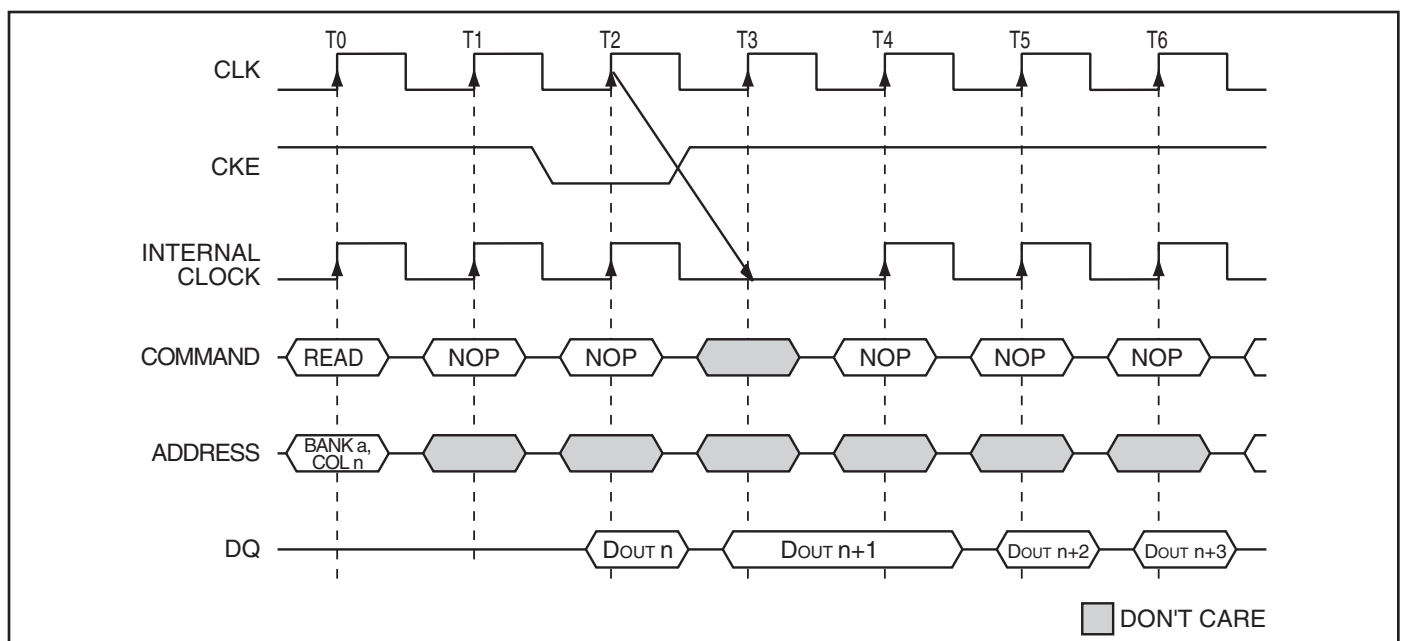 T0 T1 T2 T3 T4 T5 T6
CLK
CKE
INTERNAL
CLOCK
COMMAND READ NOP NOP NOP NOP NOP
ADDRESS BANK a,
COL n
DQ DOUT n DOUT n+1 DOUT n+2 DOUT n+3
DON'T CARE